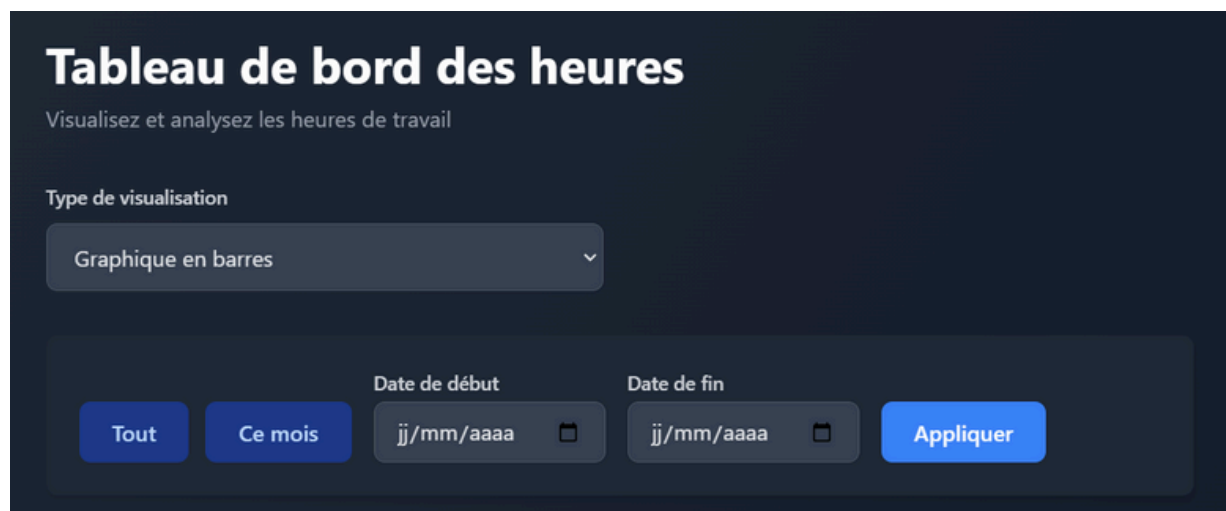 Tableau de bord des heures
Visualisez et analysez les heures de travail
Type de visualisation
Graphique en barres
Date de début Date de fin
Tout Ce mois jj/mm/aaaa jj/mm/aaaa Appliquer